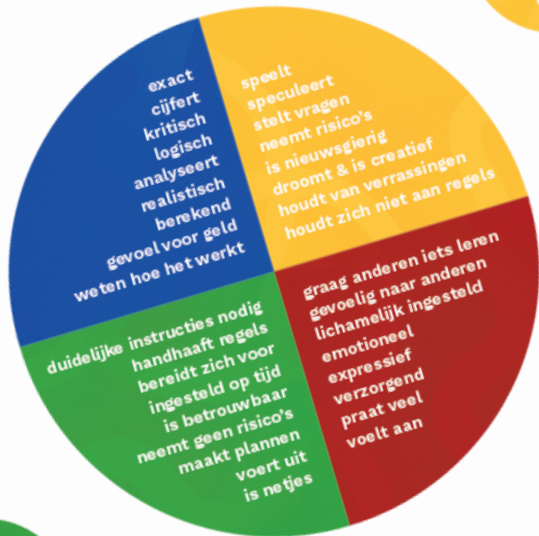 exact
cijfert
kritisch
logisch
analyseert
realistisch
berekend
gevoel voor geld
weten hoe het werkt
speelt
speculeert
stelt vragen
neemt risico's
is nieuwsgierig
droomt & is creatief
houdt van verrassingen
houdt zich niet aan regels
duidelijke instructies nodig
handhaaft regels
bereidt zich voor
ingesteld op tijd
is betrouwbaar
neemt geen risico's
maakt plannen
voert uit
is netjes
graag anderen iets leren
gevoelig naar anderen
lichamelijk ingesteld
emotioneel
expressief
verzorgend
praat veel
voelt aan